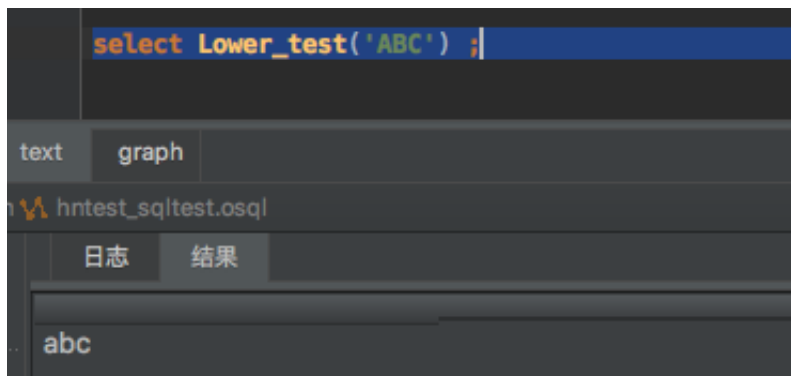 select Lower_test('ABC') ;
text graph
hntest_sqltest.osql
日志 结果
abc